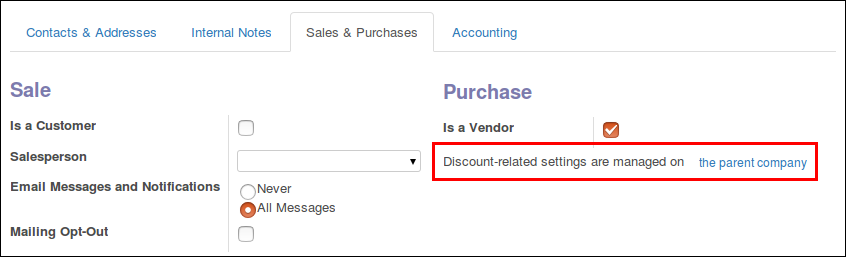 Contacts & Addresses Internal Notes Sales & Purchases Accounting
Sale
Is a Customer
Salesperson
Email Messages and Notifications
Never
All Messages
Mailing Opt-Out
Purchase
Is a Vendor
Discount-related settings are managed on the parent company